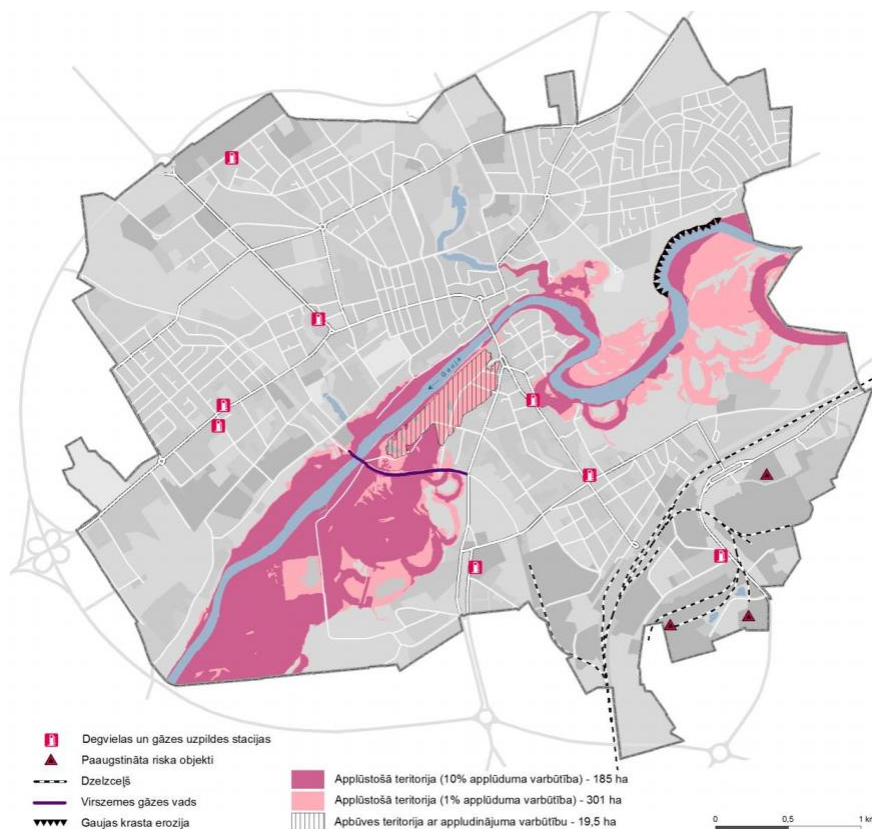 Gauja
Degvielas un gāzes uzpildes stacijas
Paaugstināta riska objekti
Dzelzceļš
Virszemes gāzes vads
Gaujas krasta erozija
Applūstošā teritorija (10% applūduma varbūtība) - 185 ha
Applūstošā teritorija (1% applūduma varbūtība) - 301 ha
Apbūves teritorija ar appludinājuma varbūtību - 19,5 ha
0 0,5 1 km